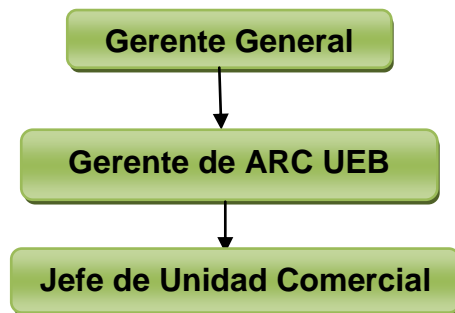 Gerente General
Gerente de ARC UEB
Jefe de Unidad Comercial